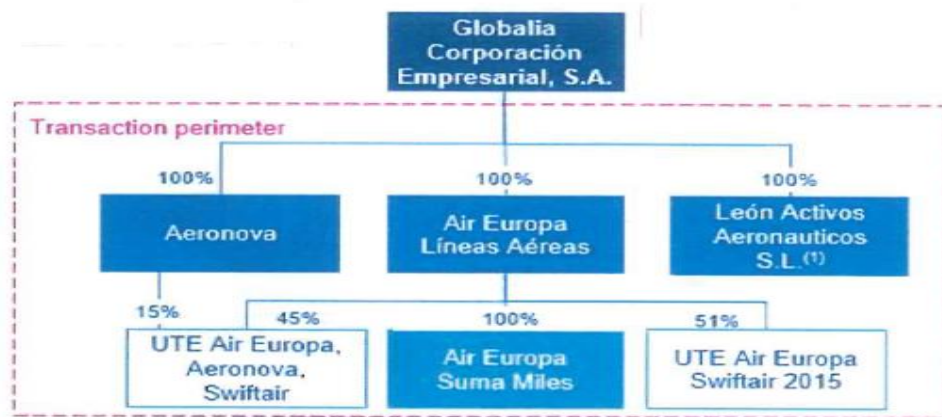 Globalia
Corporación
Empresarial, S.A.
Transaction perimeter
100%
100%
100%
Aeronova
Air Europa
Líneas Aéreas
León Activos
Aeronauticos
S.L.(1)
15%
45%
100%
51%
UTE Air Europa,
Aeronova,
Swiftair
Air Europa
Suma Miles
UTE Air Europa
Swiftair 2015